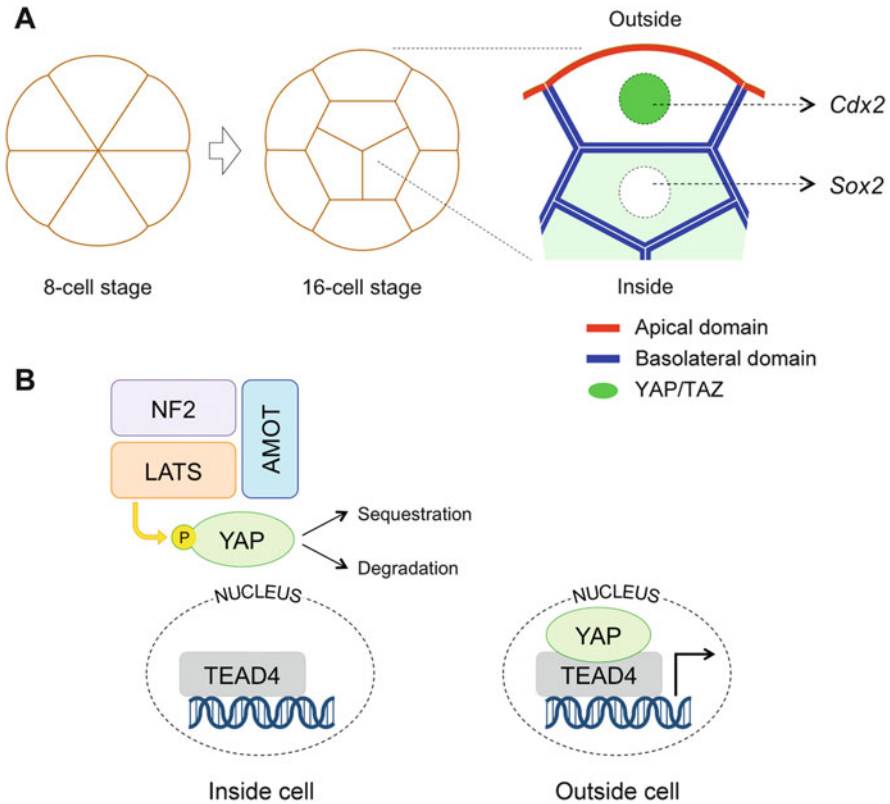 A
Outside
Cdx2
Sox2
8-cell stage
16-cell stage
Inside
Apical domain
Basolateral domain
YAP/TAZ
B
NF2
AMOT
LATS
P
YAP
Sequestration
Degradation
NUCLEUS
TEAD4
Inside cell
NUCLEUS
YAP
TEAD4
Outside cell